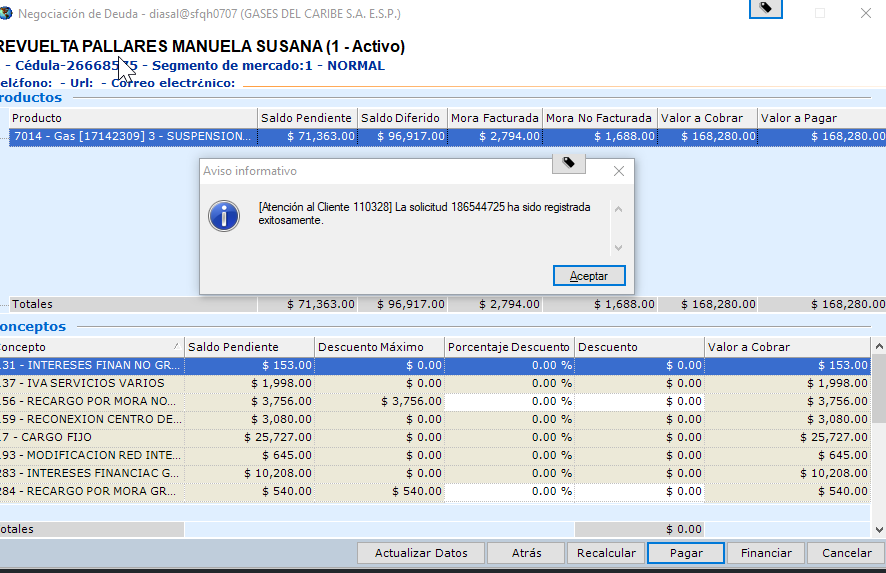 Negociación de Deuda - diasal@sfqh0707 (GASES DEL CARIBE S.A. E.S.P.)
REVUELTA PALLARES MANUELA SUSANA (1 - Activo)
- Cédula-26668575 - Segmento de mercado:1 - NORMAL
eléfono: - Url: - Correo electrónico:
roductos
Producto Saldo Pendiente Saldo Diferido Mora Facturada Mora No Facturada Valor a Cobrar Valor a Pagar
7014 - Gas [17142309] 3 - SUSPENSION... $ 71,363.00 $ 96,917.00 $ 2,794.00 $ 1,688.00 $ 168,280.00 $ 168,280.00
Aviso informativo
[Atención al Cliente 110328] La solicitud 186544725 ha sido registrada
exitosamente.
Aceptar
Totales $ 71,363.00 $ 96,917.00 $ 2,794.00 $ 1,688.00 $ 168,280.00 $ 168,280.00
onceptos
oncepto Saldo Pendiente Descuento Máximo Porcentaje Descuento Descuento Valor a Cobrar
131 - INTERESES FINAN NO GR... $ 153.00 $ 0.00 0.00 % $ 0.00 $ 153.00
137 - IVA SERVICIOS VARIOS $ 1,998.00 $ 0.00 0.00 % $ 0.00 $ 1,998.00
156 - RECARGO POR MORA NO... $ 3,756.00 $ 3,756.00 0.00 % $ 0.00 $ 3,756.00
159 - RECONEXION CENTRO DE... $ 3,080.00 $ 0.00 0.00 % $ 0.00 $ 3,080.00
17 - CARGO FIJO $ 25,727.00 $ 0.00 0.00 % $ 0.00 $ 25,727.00
193 - MODIFICACION RED INTE... $ 645.00 $ 0.00 0.00 % $ 0.00 $ 645.00
283 - INTERESES FINANCIAC G... $ 10,208.00 $ 0.00 0.00 % $ 0.00 $ 10,208.00
284 - RECARGO POR MORA GR... $ 540.00 $ 540.00 0.00 % $ 0.00 $ 540.00
otales $ 0.00
Actualizar Datos Atrás Recalcular Pagar Financiar Cancelar